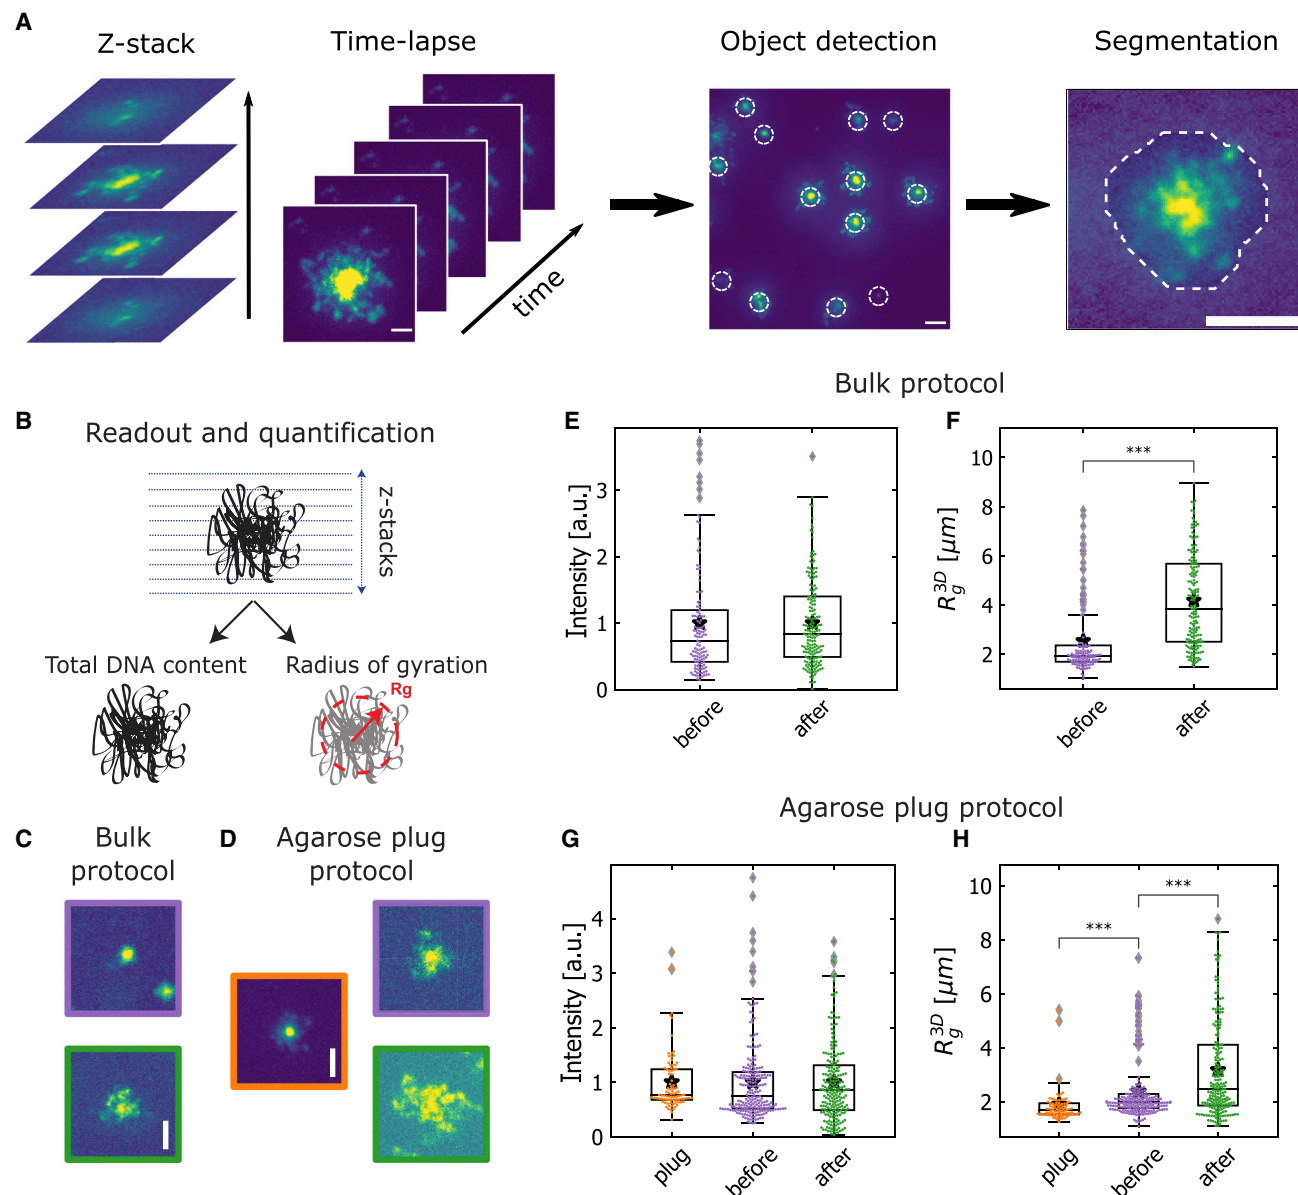 A
Z-stack
Time-lapse
Object detection
Segmentation
time
Bulk protocol
B
Readout and quantification
z-stacks
Total DNA content
Radius of gyration
Rg
E
Intensity [a.u.]
3
2
1
0
before
after
F
R_g^{3D} [μm]
10
8
6
4
2
***
before
after
Agarose plug protocol
C
Bulk
protocol
D
Agarose plug
protocol
G
Intensity [a.u.]
4
3
2
1
0
plug
before
after
H
R_g^{3D} [μm]
10
8
6
4
2
***
***
plug
before
after